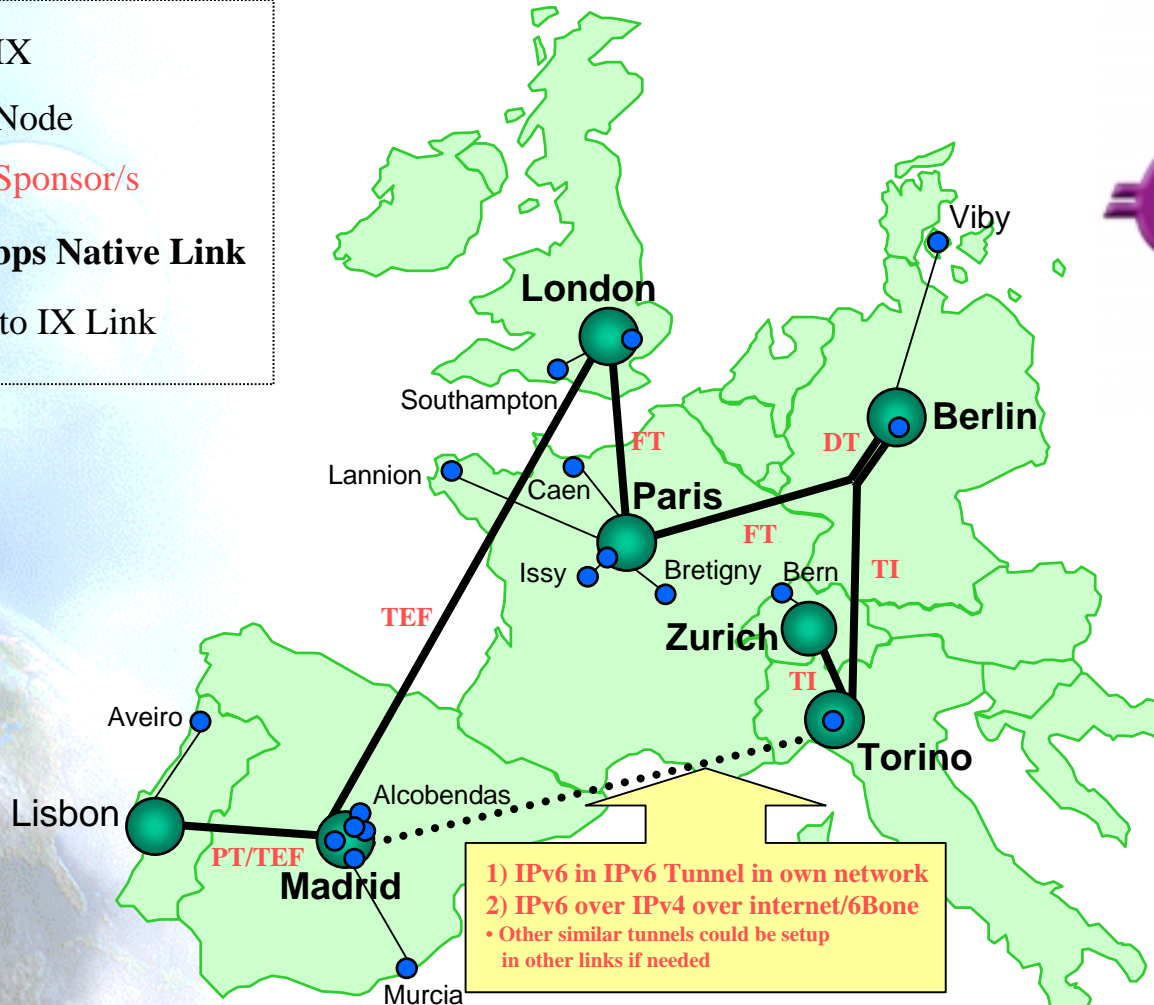 IX
Node
Sponsor/s
Native Link
to IX Link
Viby
London
Southampton
Berlin
DT
FT
Lannion
Caen
Paris
FT
Issy
Bretigny
Bern
TI
Zurich
TEF
TI
Aveiro
Torino
Alcobendas
Lisbon
PT/TEF
Madrid
1) IPv6 in IPv6 Tunnel in own network
2) IPv6 over IPv4 over internet/6Bone
• Other similar tunnels could be setup
in other links if needed
Murcia